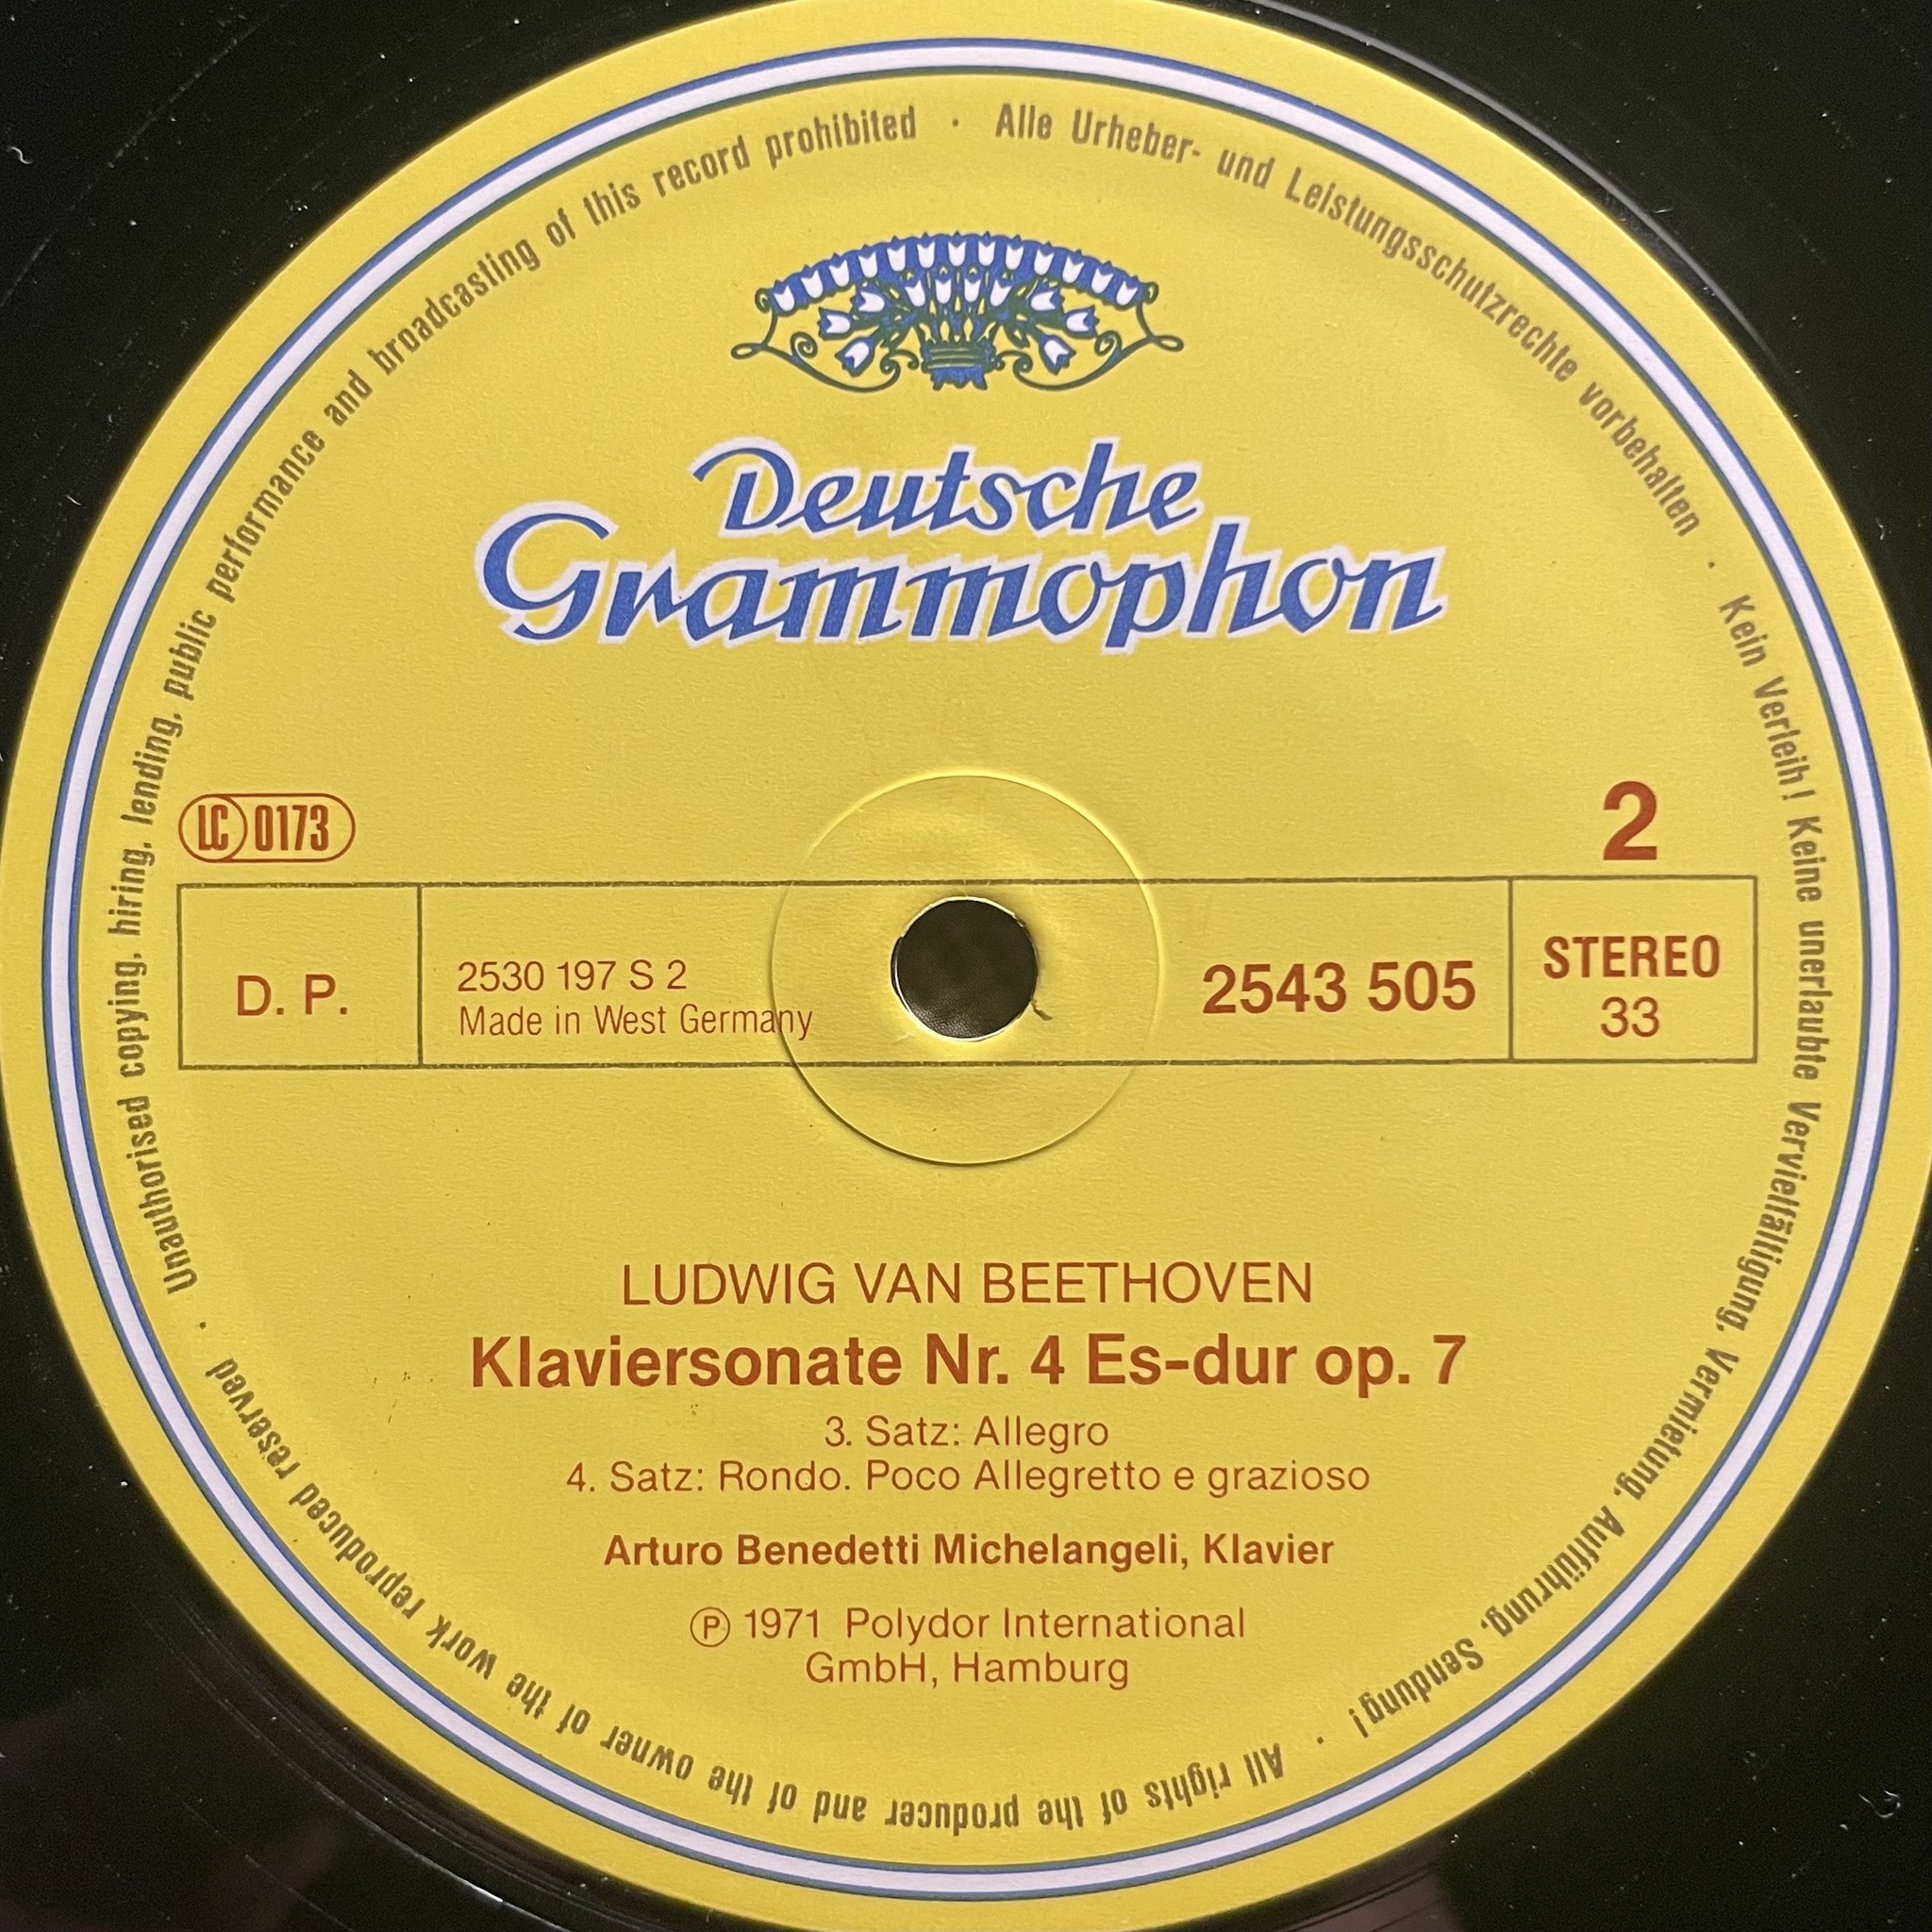 Unauthorised copying, hiring, lending, public performance and broadcasting of this record prohibited · Alle Urheber- und Leistungsschutzrechte vorbehalten · Kein Verleih! Keine unerlaubte Vervielfältigung, Vermietung, Aufführung, Sendung! · All rights of the producer and of the owner of the work reproduced reserved ·
Deutsche
Grammophon
LC 0173
2
D. P.
2530 197 S 2
Made in West Germany
2543 505
STEREO
33
LUDWIG VAN BEETHOVEN
Klaviersonate Nr. 4 Es-dur op. 7
3. Satz: Allegro
4. Satz: Rondo. Poco Allegretto e grazioso
Arturo Benedetti Michelangeli, Klavier
Ⓟ 1971 Polydor International
GmbH, Hamburg